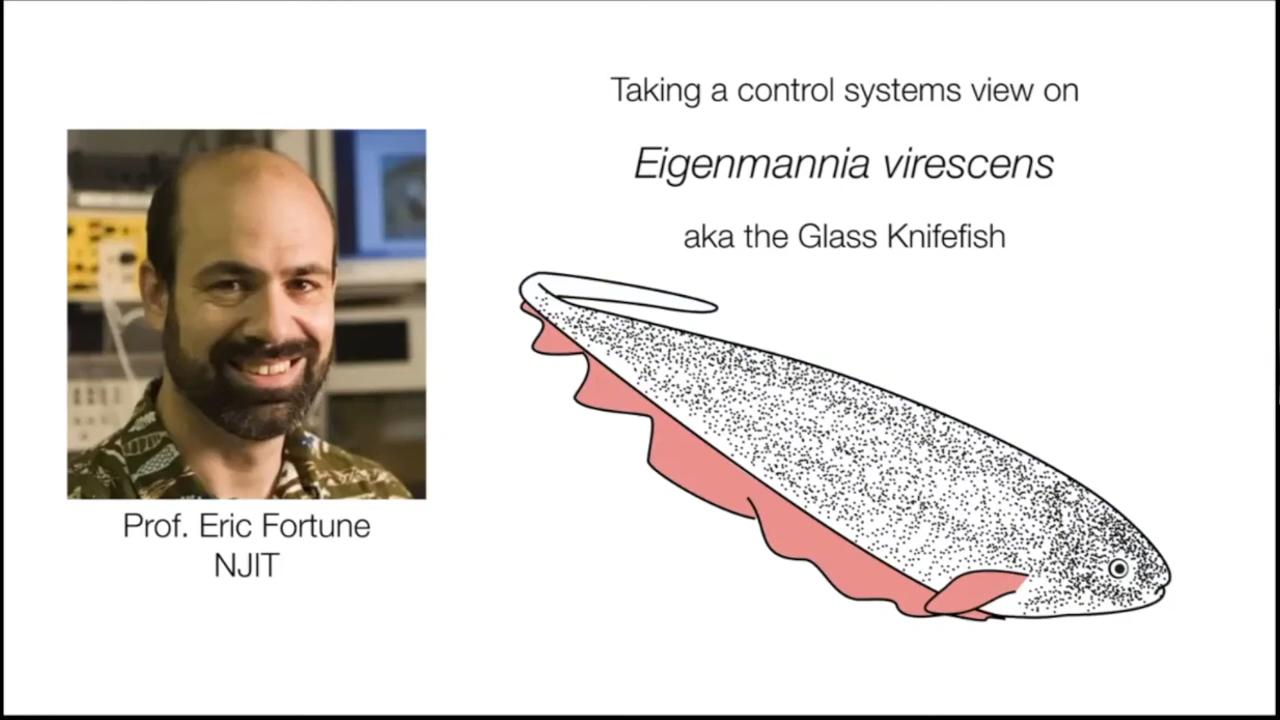 Taking a control systems view on
Eigenmannia virescens
aka the Glass Knifefish
Prof. Eric Fortune
NJIT